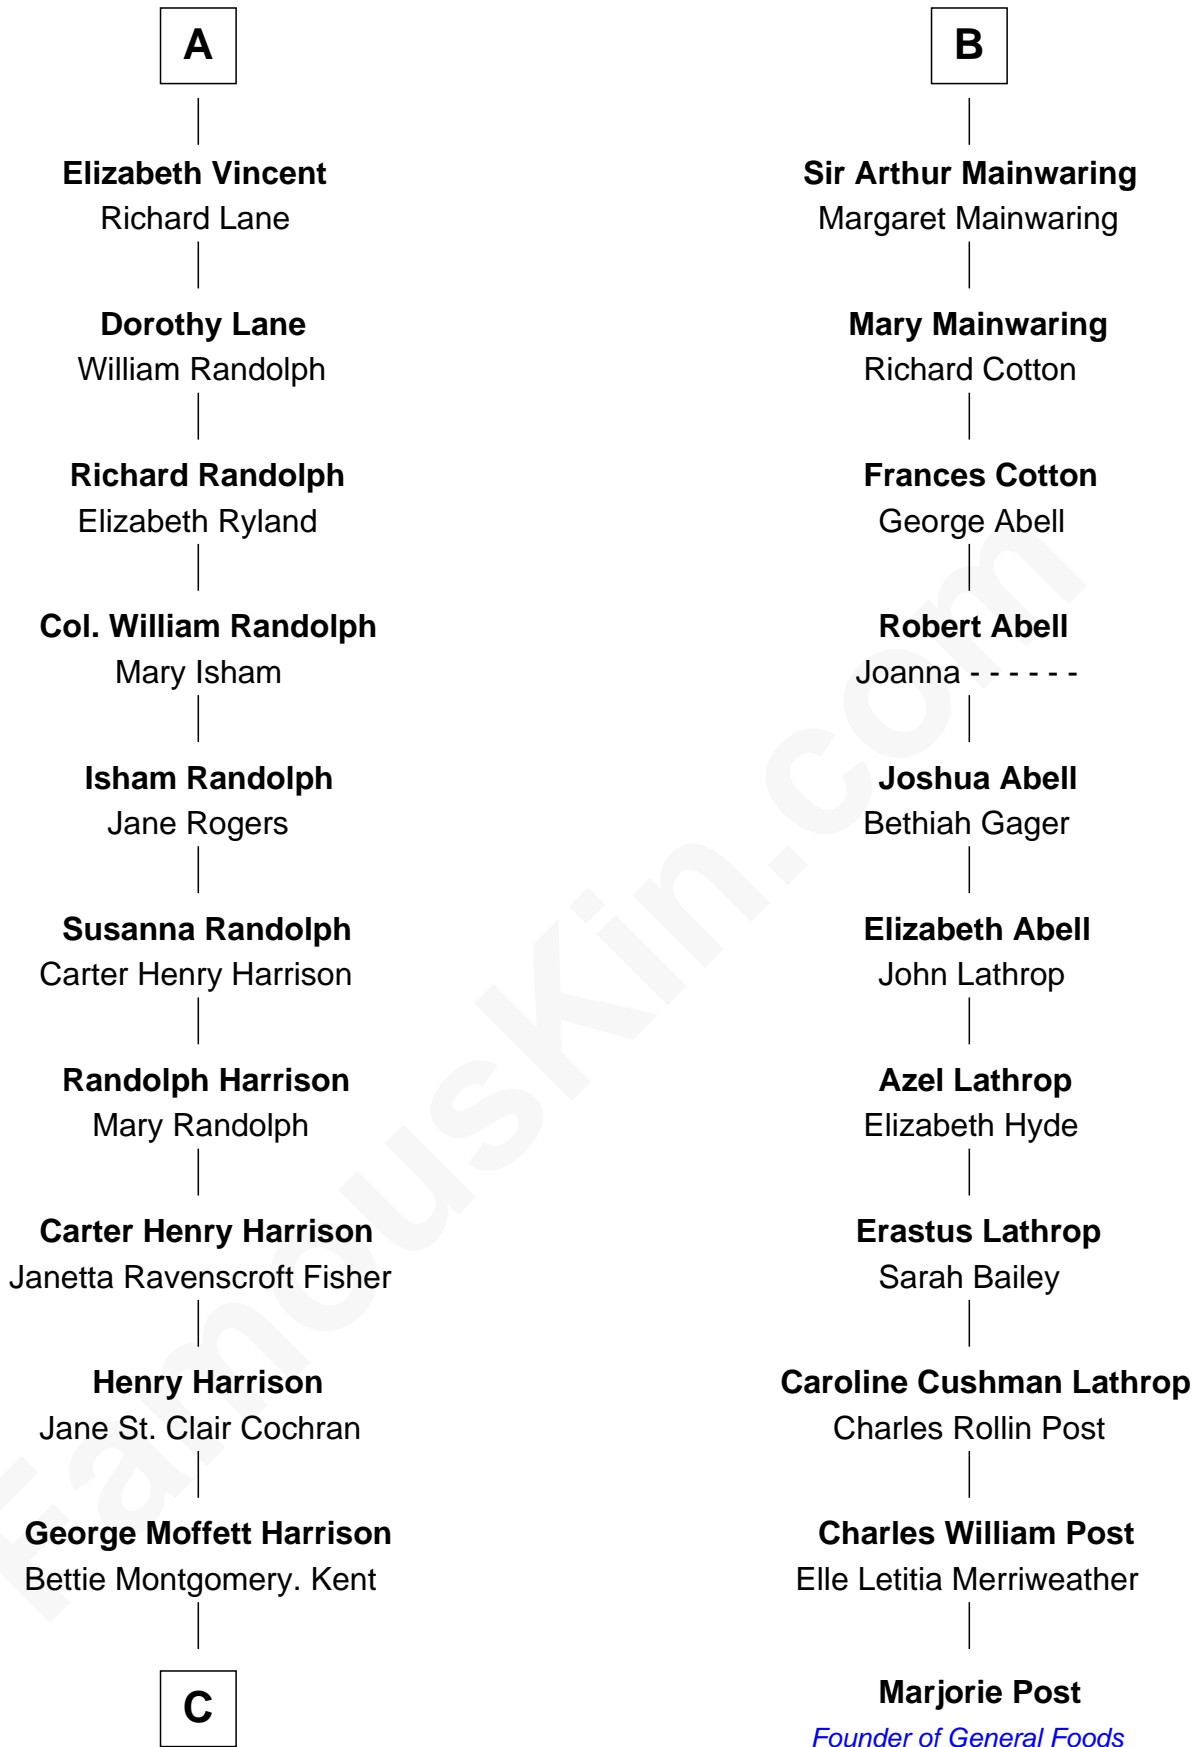 A
Elizabeth Vincent
Richard Lane
Dorothy Lane
William Randolph
Richard Randolph
Elizabeth Ryland
Col. William Randolph
Mary Isham
Isham Randolph
Jane Rogers
Susanna Randolph
Carter Henry Harrison
Randolph Harrison
Mary Randolph
Carter Henry Harrison
Janetta Ravenscroft Fisher
Henry Harrison
Jane St. Clair Cochran
George Moffett Harrison
Bettie Montgomery. Kent
C
B
Sir Arthur Mainwaring
Margaret Mainwaring
Mary Mainwaring
Richard Cotton
Frances Cotton
George Abell
Robert Abell
Joanna - - - - - -
Joshua Abell
Bethiah Gager
Elizabeth Abell
John Lathrop
Azel Lathrop
Elizabeth Hyde
Erastus Lathrop
Sarah Bailey
Caroline Cushman Lathrop
Charles Rollin Post
Charles William Post
Elle Letitia Merriweather
Marjorie Post
Founder of General Foods
FamousKin.com